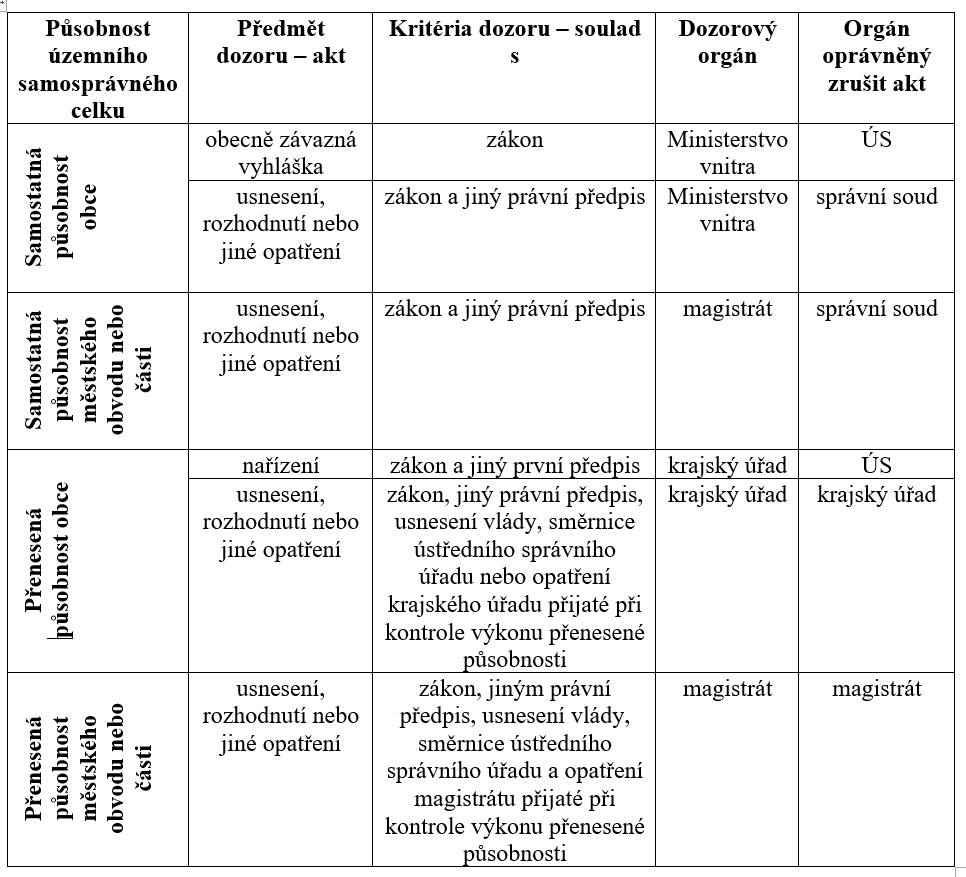 Působnost
územního
samosprávného
celku
Předmět
dozoru – akt
Kritéria dozoru – soulad
s
Dozorový
orgán
Orgán
oprávněný
zrušit akt
Samostatná
působnost
obce
obecně závazná
vyhláška
zákon
Ministerstvo
vnitra
ÚS
usnesení,
rozhodnutí nebo
jiné opatření
zákon a jiný právní předpis
Ministerstvo
vnitra
správní soud
Samostatná
působnost
městského
obvodu nebo
části
usnesení,
rozhodnutí nebo
jiné opatření
zákon a jiný právní předpis
magistrát
správní soud
Přenesená
působnost obce
nařízení
zákon a jiný první předpis
krajský úřad
ÚS
usnesení,
rozhodnutí nebo
jiné opatření
zákon, jiný právní předpis,
usnesení vlády, směrnice
ústředního správního
úřadu nebo opatření
krajského úřadu přijaté při
kontrole výkonu přenesené
působnosti
krajský úřad
krajský úřad
Přenesená
působnost
městského
obvodu nebo
části
usnesení,
rozhodnutí nebo
jiné opatření
zákon, jiným právní
předpis, usnesení vlády,
směrnice ústředního
správního úřadu a opatření
magistrátu přijaté při
kontrole výkonu přenesené
působnosti
magistrát
magistrát